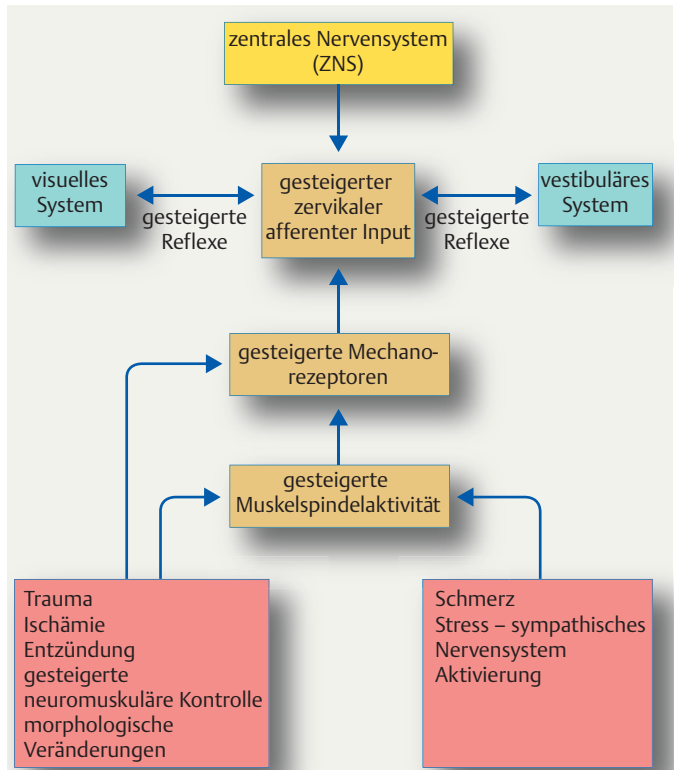 zentrales Nervensystem
(ZNS)
visuelles
System
gesteigerte
Reflexe
gesteigerter
zervikaler
afferenter Input
gesteigerte
Reflexe
vestibuläres
System
gesteigerte Mechano-
rezeptoren
gesteigerte
Muskelspindelaktivität
Trauma
Ischämie
Entzündung
gesteigerte
neuromuskuläre Kontrolle
morphologische
Veränderungen
Schmerz
Stress – sympathisches
Nervensystem
Aktivierung